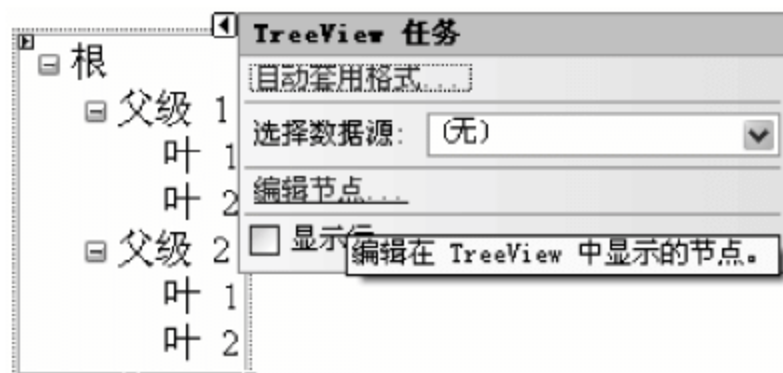 根
父级 1
叶 1
叶 2
父级 2
叶 1
叶 2
TreeView 任务
自动套用格式...
选择数据源: (无)
编辑节点...
显示行
编辑在 TreeView 中显示的节点。